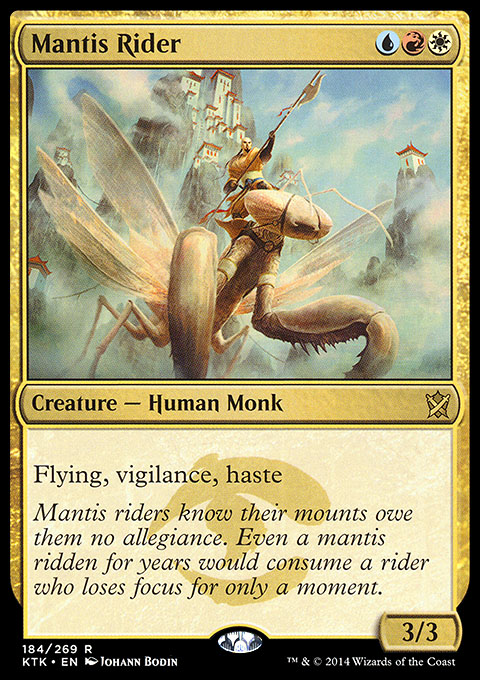 Mantis Rider
Creature — Human Monk
Flying, vigilance, haste
Mantis riders know their mounts owe
them no allegiance. Even a mantis
ridden for years would consume a rider
who loses focus for only a moment.
3/3
184/269 R
KTK • EN Johann Bodin
™ & © 2014 Wizards of the Coast